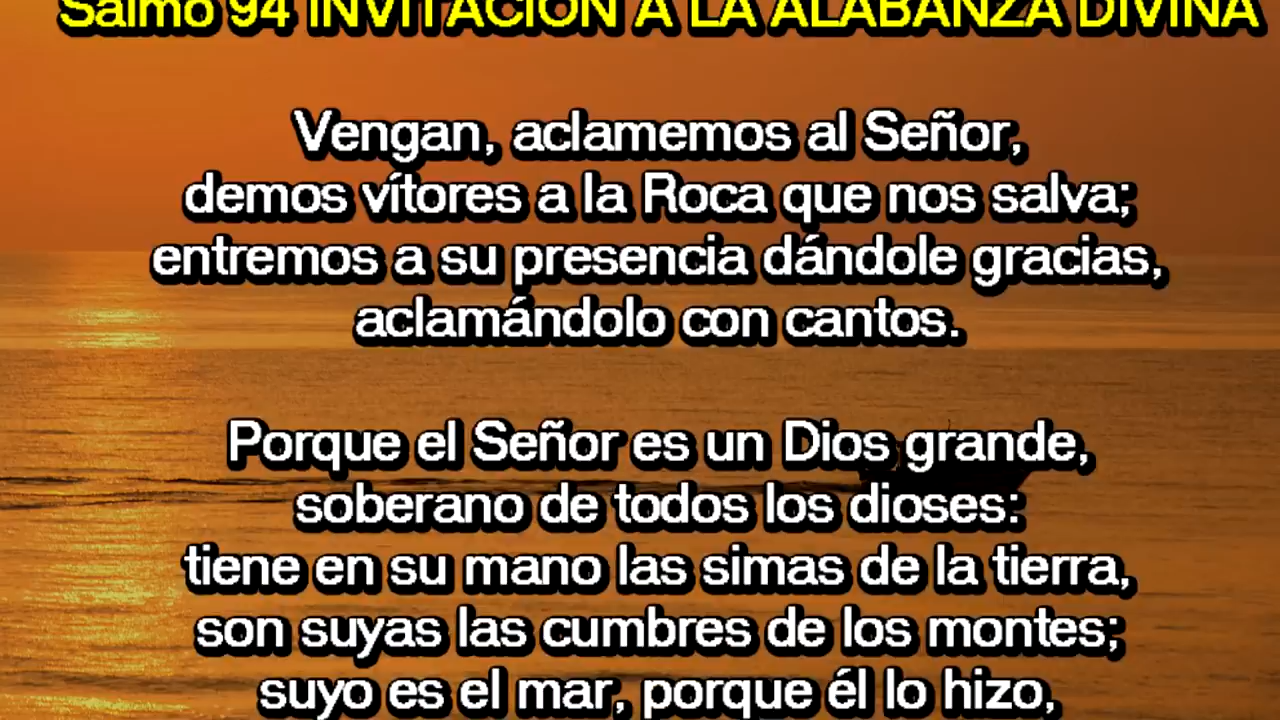 Salmo 94 INVITACIÓN A LA ALABANZA DIVINA
Vengan, aclamemos al Señor,
demos vítores a la Roca que nos salva;
entremos a su presencia dándole gracias,
aclamándolo con cantos.
Porque el Señor es un Dios grande,
soberano de todos los dioses:
tiene en su mano las simas de la tierra,
son suyas las cumbres de los montes;
suyo es el mar, porque él lo hizo,